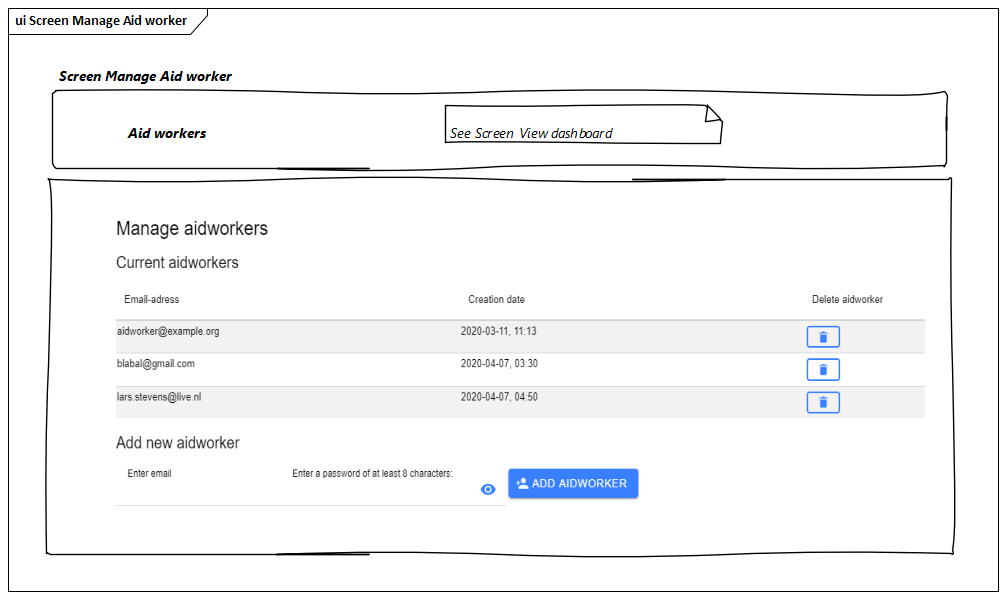 ui Screen Manage Aid worker
Screen Manage Aid worker
Aid workers
See Screen View dashboard
Manage aidworkers
Current aidworkers
Email-adress Creation date Delete aidworker
aidworker@example.org 2020-03-11, 11:13
blabal@gmail.com 2020-04-07, 03:30
lars.stevens@live.nl 2020-04-07, 04:50
Add new aidworker
Enter email Enter a password of at least 8 characters:
ADD AIDWORKER